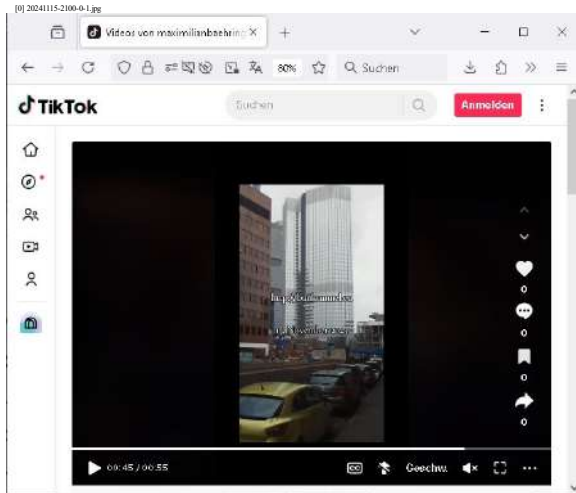 [0] 20241115-2100-0-1.jpg
Videos von maximilianbaehring
80%
Suchen
TikTok
Suchen
Anmelden
0
0
0
0
00:45 / 00:55
Geschw.